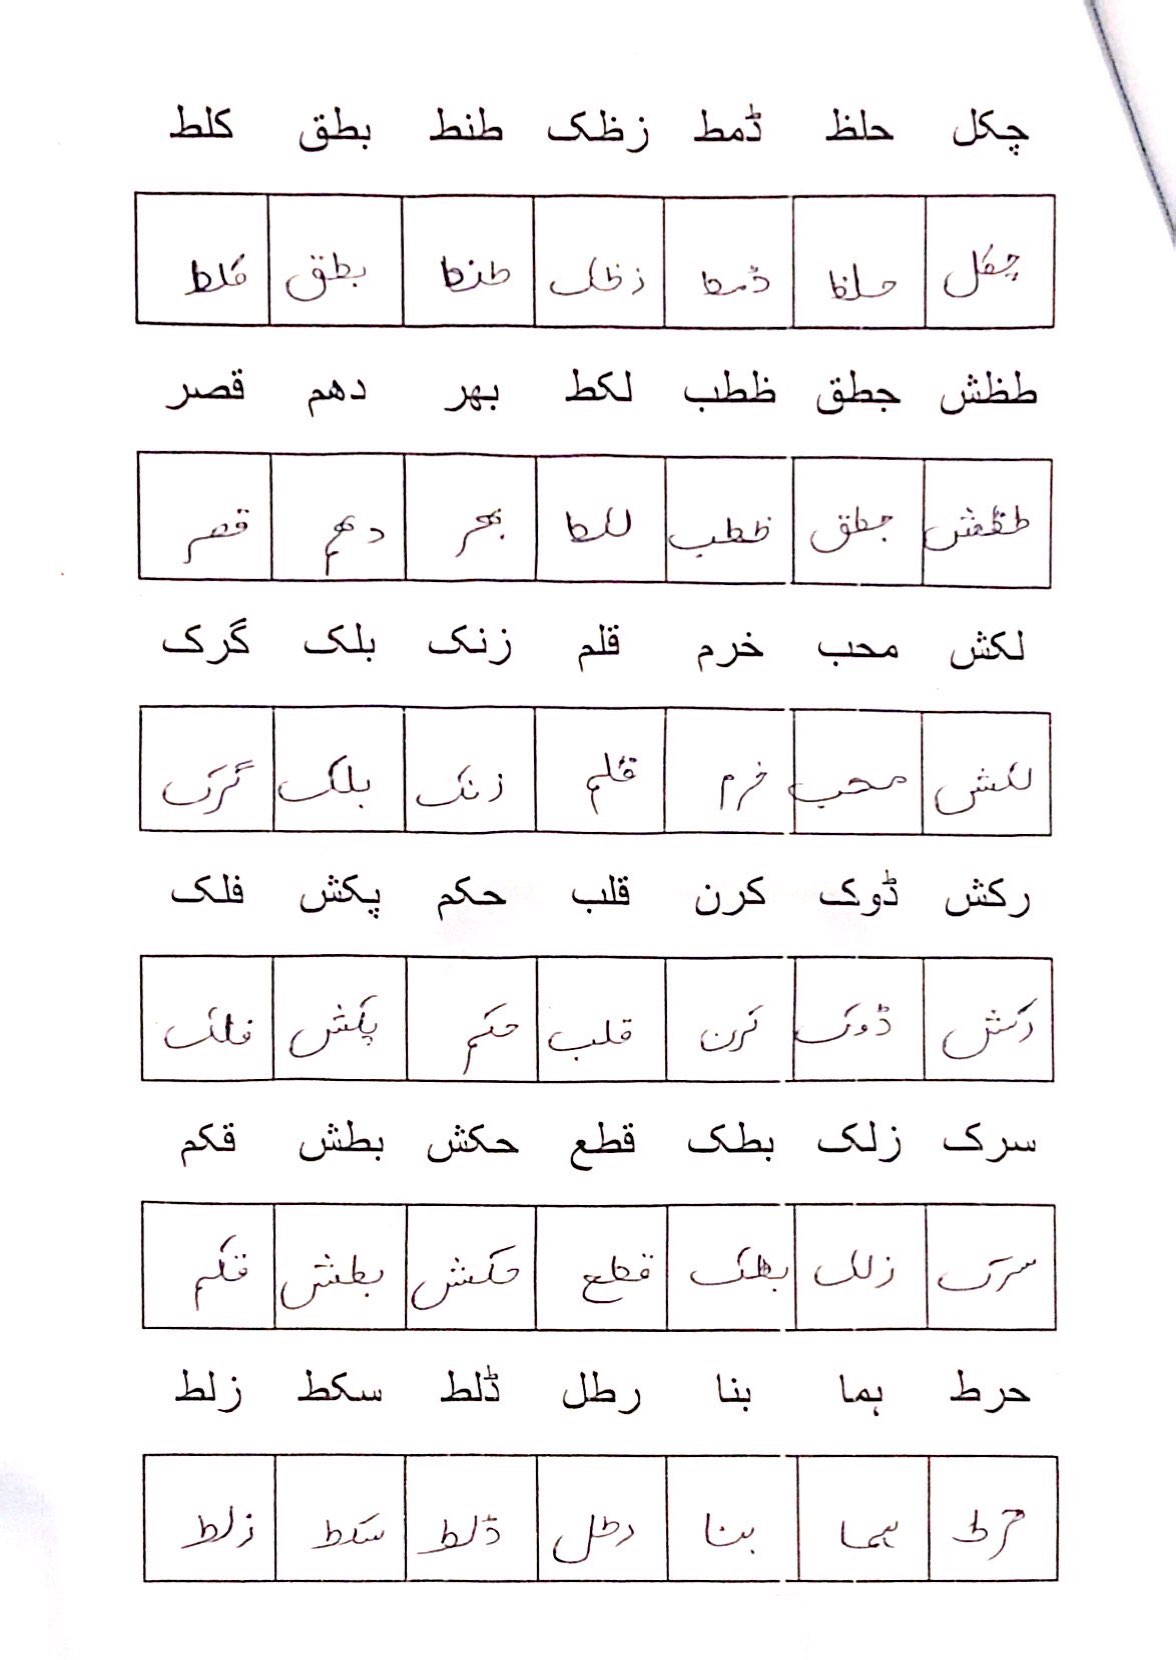 چکل حلظ ڈمط زظک طنط بطق کلط
چکل حلظ ڈمط زظک طنط بطق کلط
طظش جطق ظطب لکط بھر دھم قصر
طظش جطق ظطب لکط بھر دھم قصر
لکش محب خرم قلم زنک بلک گرک
لکش محب خرم قلم زنک بلک گرک
رکش ڈوک کرن قلب حکم پکش فلک
رکش ڈوک کرن قلب حکم پکش فلک
سرک زلک بطک قطع حکش بطش قکم
سرک زلک بطک قطع حکش بطش قکم
حرط ہما بنا رطل ڈلط سکط زلط
حرط ہما بنا رطل ڈلط سکط زلط